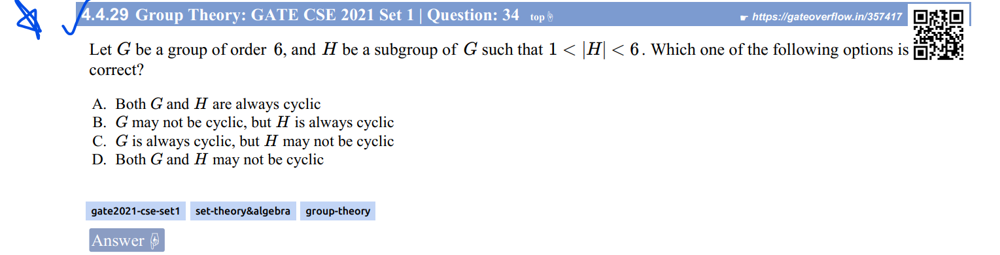 4.4.29 Group Theory: GATE CSE 2021 Set 1 | Question: 34 top☟ ☛ https://gateoverflow.in/357417
Let G be a group of order 6, and H be a subgroup of G such that 1 < |H| < 6. Which one of the following options is
correct?
A. Both G and H are always cyclic
B. G may not be cyclic, but H is always cyclic
C. G is always cyclic, but H may not be cyclic
D. Both G and H may not be cyclic
gate2021-cse-set1 set-theory&algebra group-theory
Answer ☟